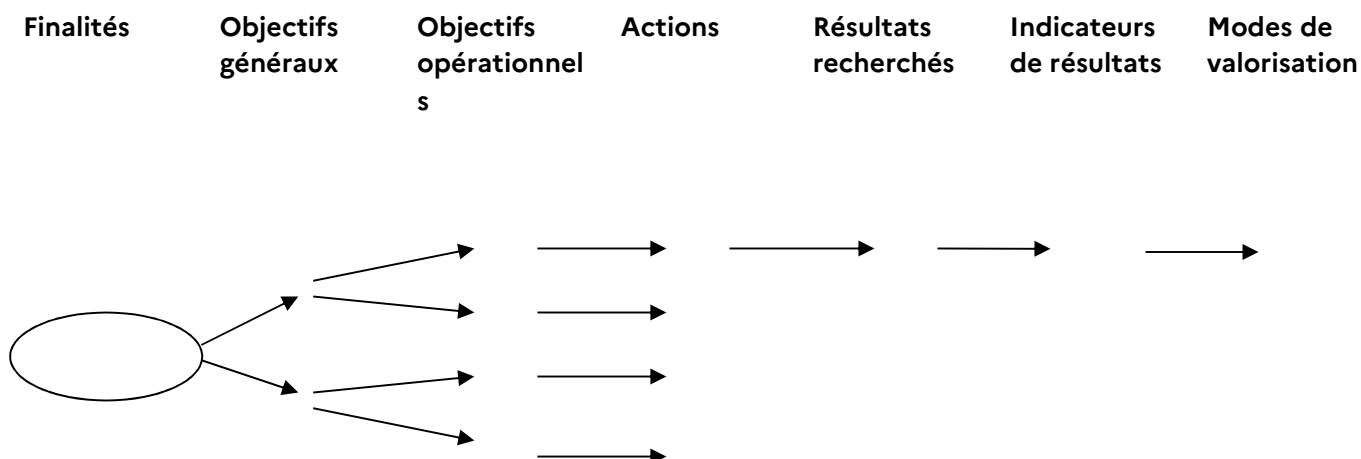 Finalités
Objectifs
généraux
Objectifs
opérationnel
s
Actions
Résultats
recherchés
Indicateurs
de résultats
Modes de
valorisation